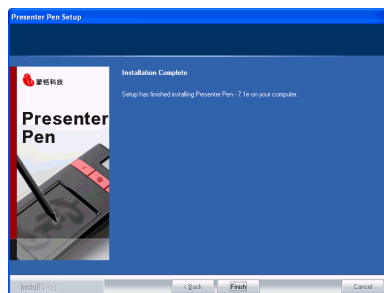 Presenter Pen Setup
Installation Complete
Setup has finished installing Presenter Pen - 7.1e on your computer.
蒙恬科技
Presenter
Pen
< Back
Finish
Cancel